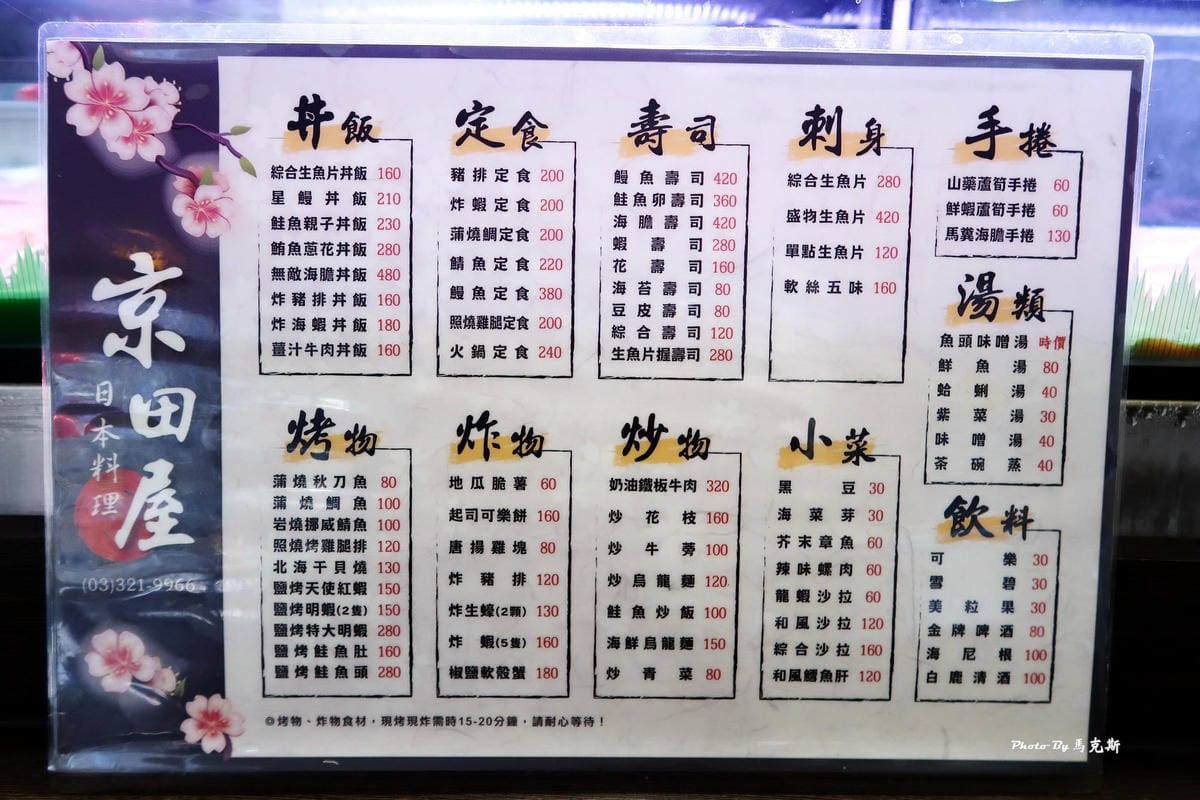 京田屋
日本料理
(03)321-9966
丼飯
綜合生魚片丼飯 160
星鰻丼飯 210
鮭魚親子丼飯 230
鮪魚蔥花丼飯 280
無敵海膽丼飯 480
炸豬排丼飯 160
炸海蝦丼飯 180
薑汁牛肉丼飯 160
定食
豬排定食 200
炸蝦定食 200
蒲燒鯛定食 200
鯖魚定食 220
鰻魚定食 380
照燒雞腿定食 200
火鍋定食 240
壽司
鰻魚壽司 420
鮭魚卵壽司 360
海膽壽司 420
蝦壽司 280
花壽司 160
海苔壽司 80
豆皮壽司 80
綜合壽司 120
生魚片握壽司 280
刺身
綜合生魚片 280
盛物生魚片 420
單點生魚片 120
軟絲五味 160
手捲
山藥蘆筍手捲 60
鮮蝦蘆筍手捲 60
馬糞海膽手捲 130
湯類
魚頭味噌湯 時價
鮮魚湯 80
蛤蜊湯 40
紫菜湯 30
味噌湯 40
茶碗蒸 40
烤物
蒲燒秋刀魚 80
蒲燒鯛魚 100
岩燒挪威鯖魚 100
照燒烤雞腿排 120
北海干貝燒 130
鹽烤天使紅蝦 150
鹽烤明蝦(2隻) 150
鹽烤特大明蝦 280
鹽烤鮭魚肚 160
鹽烤鮭魚頭 280
炸物
地瓜脆薯 60
起司可樂餅 160
唐揚雞塊 80
炸豬排 120
炸生蠔(2顆) 130
炸蝦(5隻) 160
椒鹽軟殼蟹 180
炒物
奶油鐵板牛肉 320
炒花枝 160
炒牛蒡 100
炒烏龍麵 120
鮭魚炒飯 100
海鮮烏龍麵 150
炒青菜 80
小菜
黑豆 30
海菜芽 30
芥末章魚 60
辣味螺肉 60
龍蝦沙拉 60
和風沙拉 120
綜合沙拉 160
和風鱈魚肝 120
飲料
可樂 30
雪碧 30
美粒果 30
金牌啤酒 80
海尼根 100
白鹿清酒 100
◎烤物、炸物食材，現烤現炸需時15-20分鐘，請耐心等待！
Photo By 馬克斯